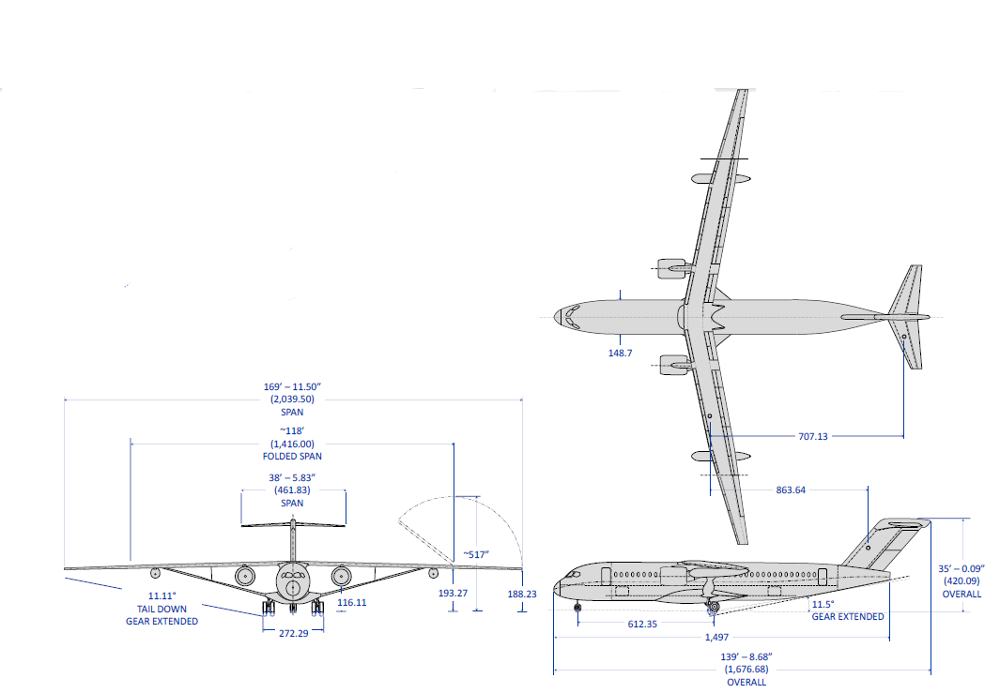 148.7
707.13
863.64
169’ – 11.50”
(2,039.50)
SPAN
~118’
(1,416.00)
FOLDED SPAN
38’ – 5.83”
(461.83)
SPAN
~517”
193.27
188.23
11.11°
TAIL DOWN
GEAR EXTENDED
116.11
272.29
35’ – 0.09”
(420.09)
OVERALL
11.5°
GEAR EXTENDED
612.35
1,497
139’ – 8.68”
(1,676.68)
OVERALL